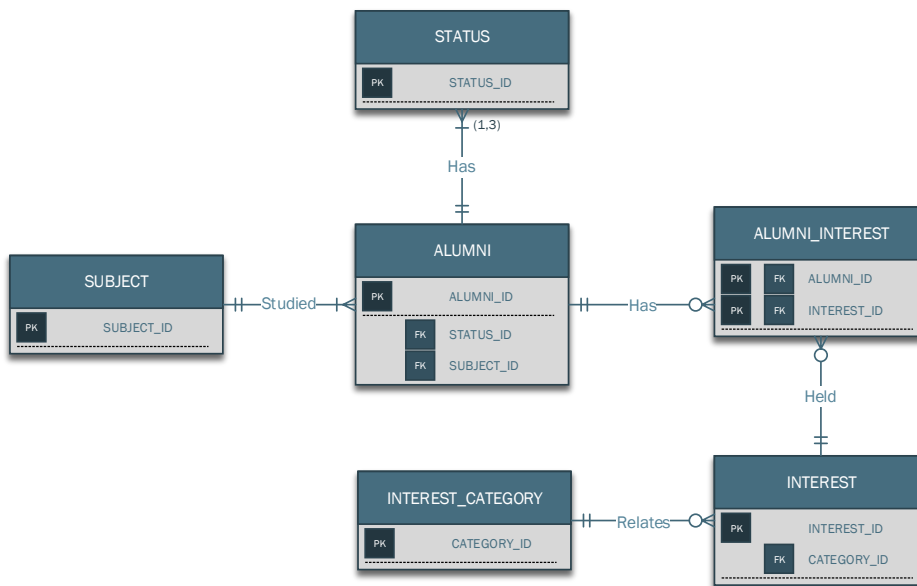 STATUS
PK STATUS_ID
(1,3)
Has
ALUMNI
PK ALUMNI_ID
FK STATUS_ID
FK SUBJECT_ID
SUBJECT
PK SUBJECT_ID
Studied
Has
ALUMNI_INTEREST
PK FK ALUMNI_ID
PK FK INTEREST_ID
Held
INTEREST
PK INTEREST_ID
FK CATEGORY_ID
Relates
INTEREST_CATEGORY
PK CATEGORY_ID